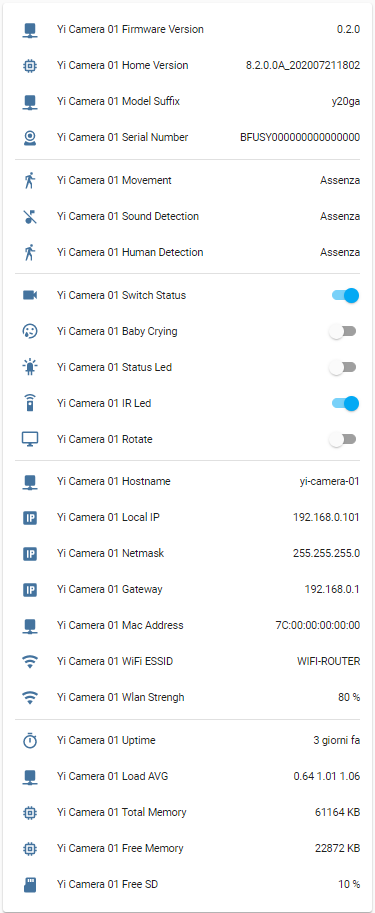 Yi Camera 01 Firmware Version 0.2.0
Yi Camera 01 Home Version 8.2.0.0A_202007211802
Yi Camera 01 Model Suffix y20ga
Yi Camera 01 Serial Number BFUSY000000000000000
Yi Camera 01 Movement Assenza
Yi Camera 01 Sound Detection Assenza
Yi Camera 01 Human Detection Assenza
Yi Camera 01 Switch Status
Yi Camera 01 Baby Crying
Yi Camera 01 Status Led
Yi Camera 01 IR Led
Yi Camera 01 Rotate
Yi Camera 01 Hostname yi-camera-01
IP Yi Camera 01 Local IP 192.168.0.101
IP Yi Camera 01 Netmask 255.255.255.0
IP Yi Camera 01 Gateway 192.168.0.1
Yi Camera 01 Mac Address 7C:00:00:00:00:00
Yi Camera 01 WiFi ESSID WIFI-ROUTER
Yi Camera 01 Wlan Strengh 80 %
Yi Camera 01 Uptime 3 giorni fa
Yi Camera 01 Load AVG 0.64 1.01 1.06
Yi Camera 01 Total Memory 61164 KB
Yi Camera 01 Free Memory 22872 KB
Yi Camera 01 Free SD 10 %